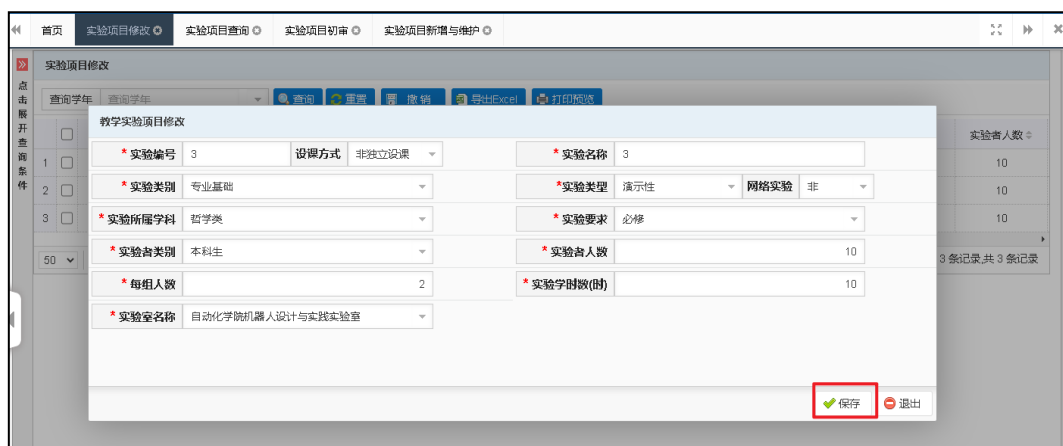 首页 实验项目修改 实验项目查询 实验项目初审 实验项目新增与维护
点击展开查询条件
实验项目修改
查询学年 查询学年 查询 重置 撤销 导出Excel 打印预览
教学实验项目修改
实验者人数
* 实验编号 3 设课方式 非独立设课 * 实验名称 3
1 10
* 实验类别 专业基础 *实验类型 演示性 网络实验 非
2 10
* 实验所属学科 哲学类 * 实验要求 必修
3 10
* 实验者类别 本科生 * 实验者人数 10
50 3 条记录,共 3 条记录
* 每组人数 2 * 实验学时数(时) 10
* 实验室名称 自动化学院机器人设计与实践实验室
保存 退出